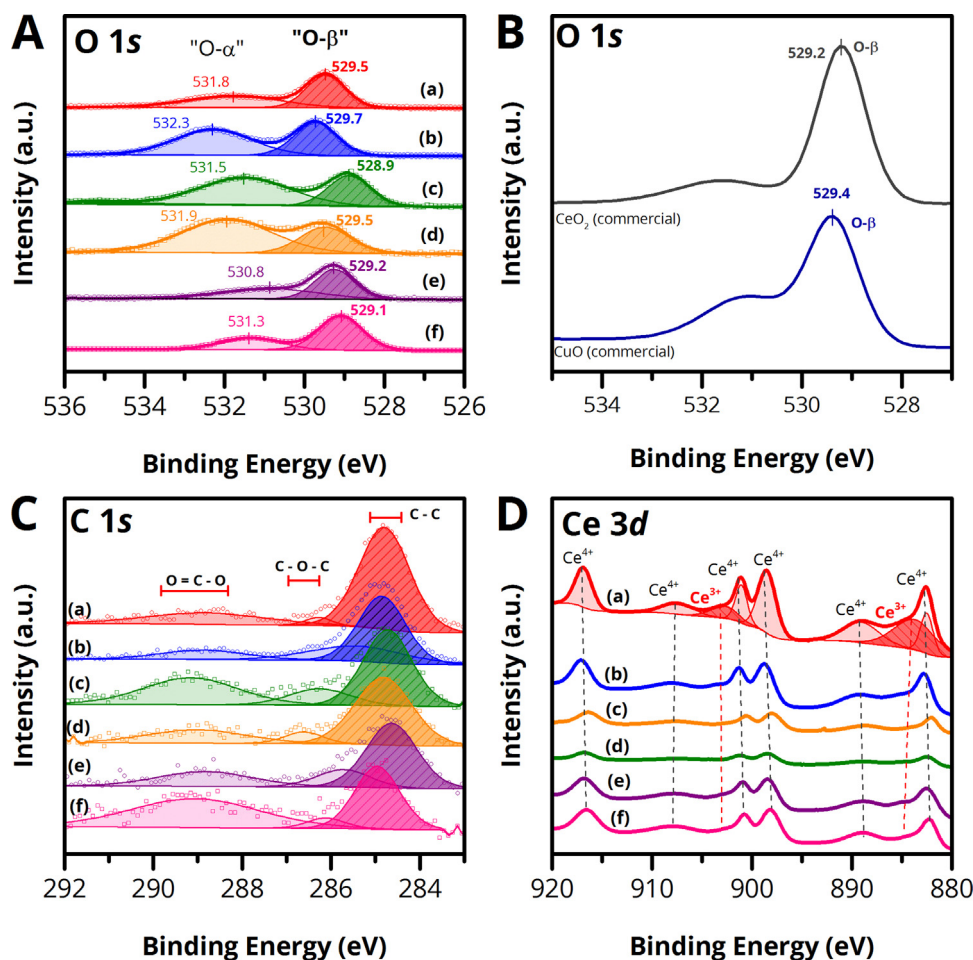 A O 1s
"O-α" "O-β"
529.5
531.8 (a)
529.7
532.3 (b)
528.9
531.5 (c)
531.9 529.5 (d)
529.2
530.8 (e)
529.1
531.3 (f)
Intensity (a.u.)
536 534 532 530 528 526
Binding Energy (eV)
B O 1s
529.2 O-β
CeO₂ (commercial)
529.4
O-β
CuO (commercial)
Intensity (a.u.)
534 532 530 528
Binding Energy (eV)
C C 1s
C - C
C - O - C
O = C - O
(a)
(b)
(c)
(d)
(e)
(f)
Intensity (a.u.)
292 290 288 286 284
Binding Energy (eV)
D Ce 3d
Ce⁴⁺ Ce⁴⁺ Ce³⁺ Ce⁴⁺ Ce⁴⁺ Ce⁴⁺ Ce³⁺ Ce⁴⁺
(a)
(b)
(c)
(d)
(e)
(f)
Intensity (a.u.)
920 910 900 890 880
Binding Energy (eV)